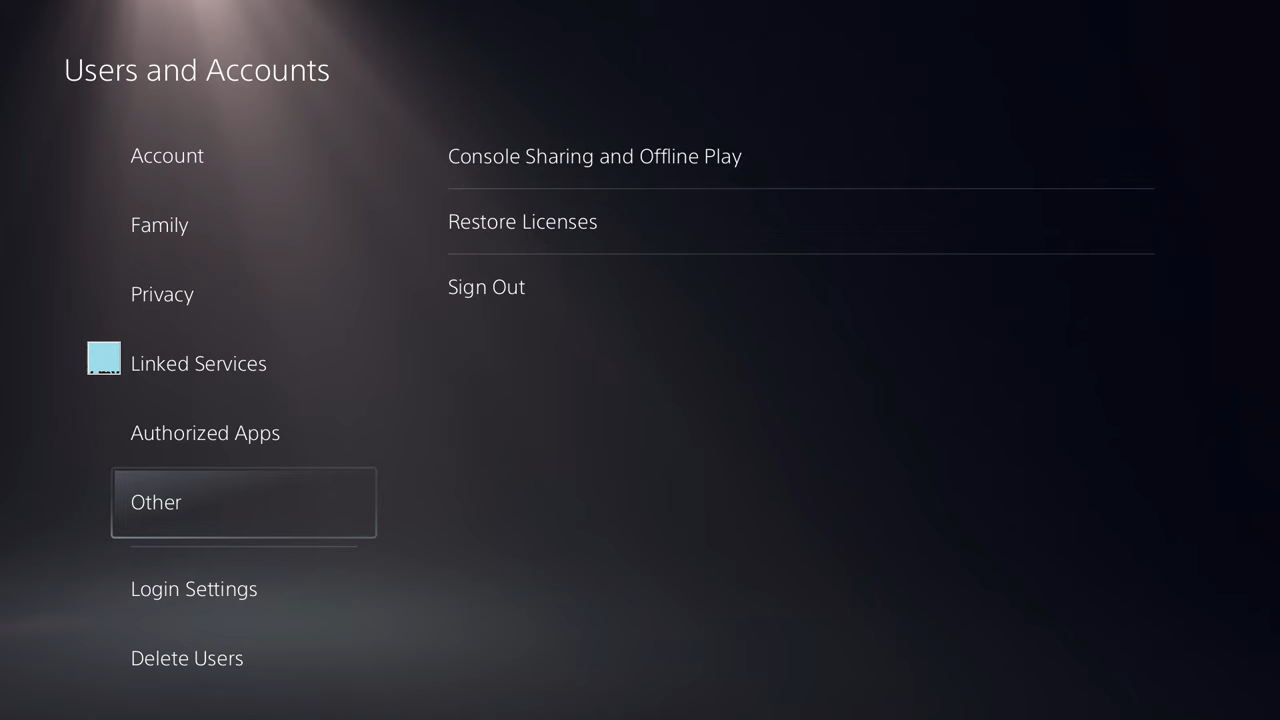 Users and Accounts
Account
Family
Privacy
Linked Services
Authorized Apps
Other
Login Settings
Delete Users
Console Sharing and Offline Play
Restore Licenses
Sign Out